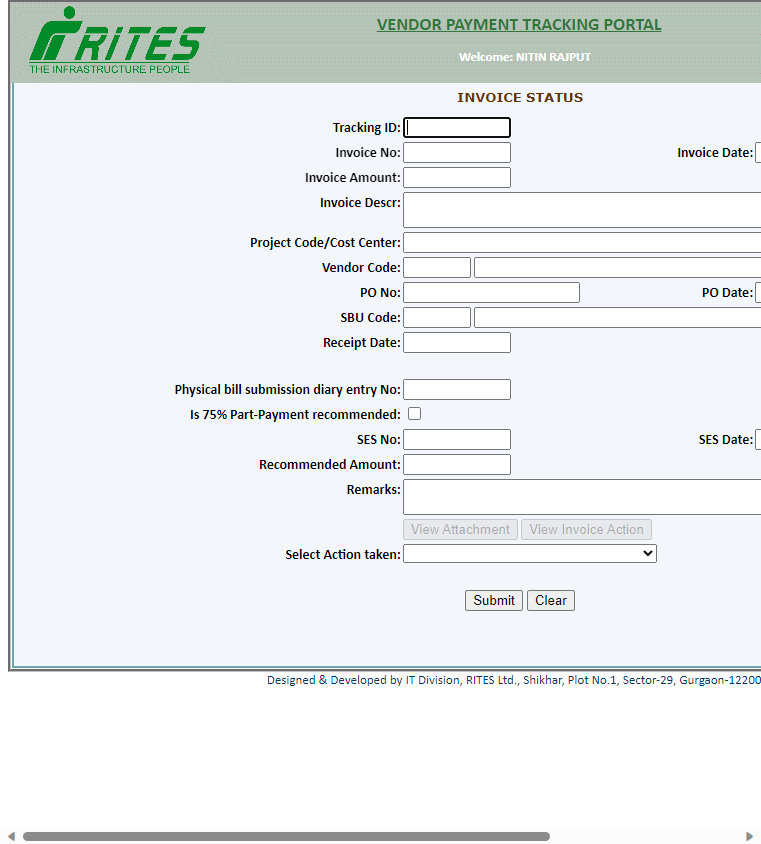 RITES
THE INFRASTRUCTURE PEOPLE
VENDOR PAYMENT TRACKING PORTAL
Welcome: NITIN RAJPUT
INVOICE STATUS
Tracking ID:
Invoice No: Invoice Date:
Invoice Amount:
Invoice Descr:
Project Code/Cost Center:
Vendor Code:
PO No: PO Date:
SBU Code:
Receipt Date:
Physical bill submission diary entry No:
Is 75% Part-Payment recommended:
SES No: SES Date:
Recommended Amount:
Remarks:
View Attachment View Invoice Action
Select Action taken:
Submit Clear
Designed & Developed by IT Division, RITES Ltd., Shikhar, Plot No.1, Sector-29, Gurgaon-12200